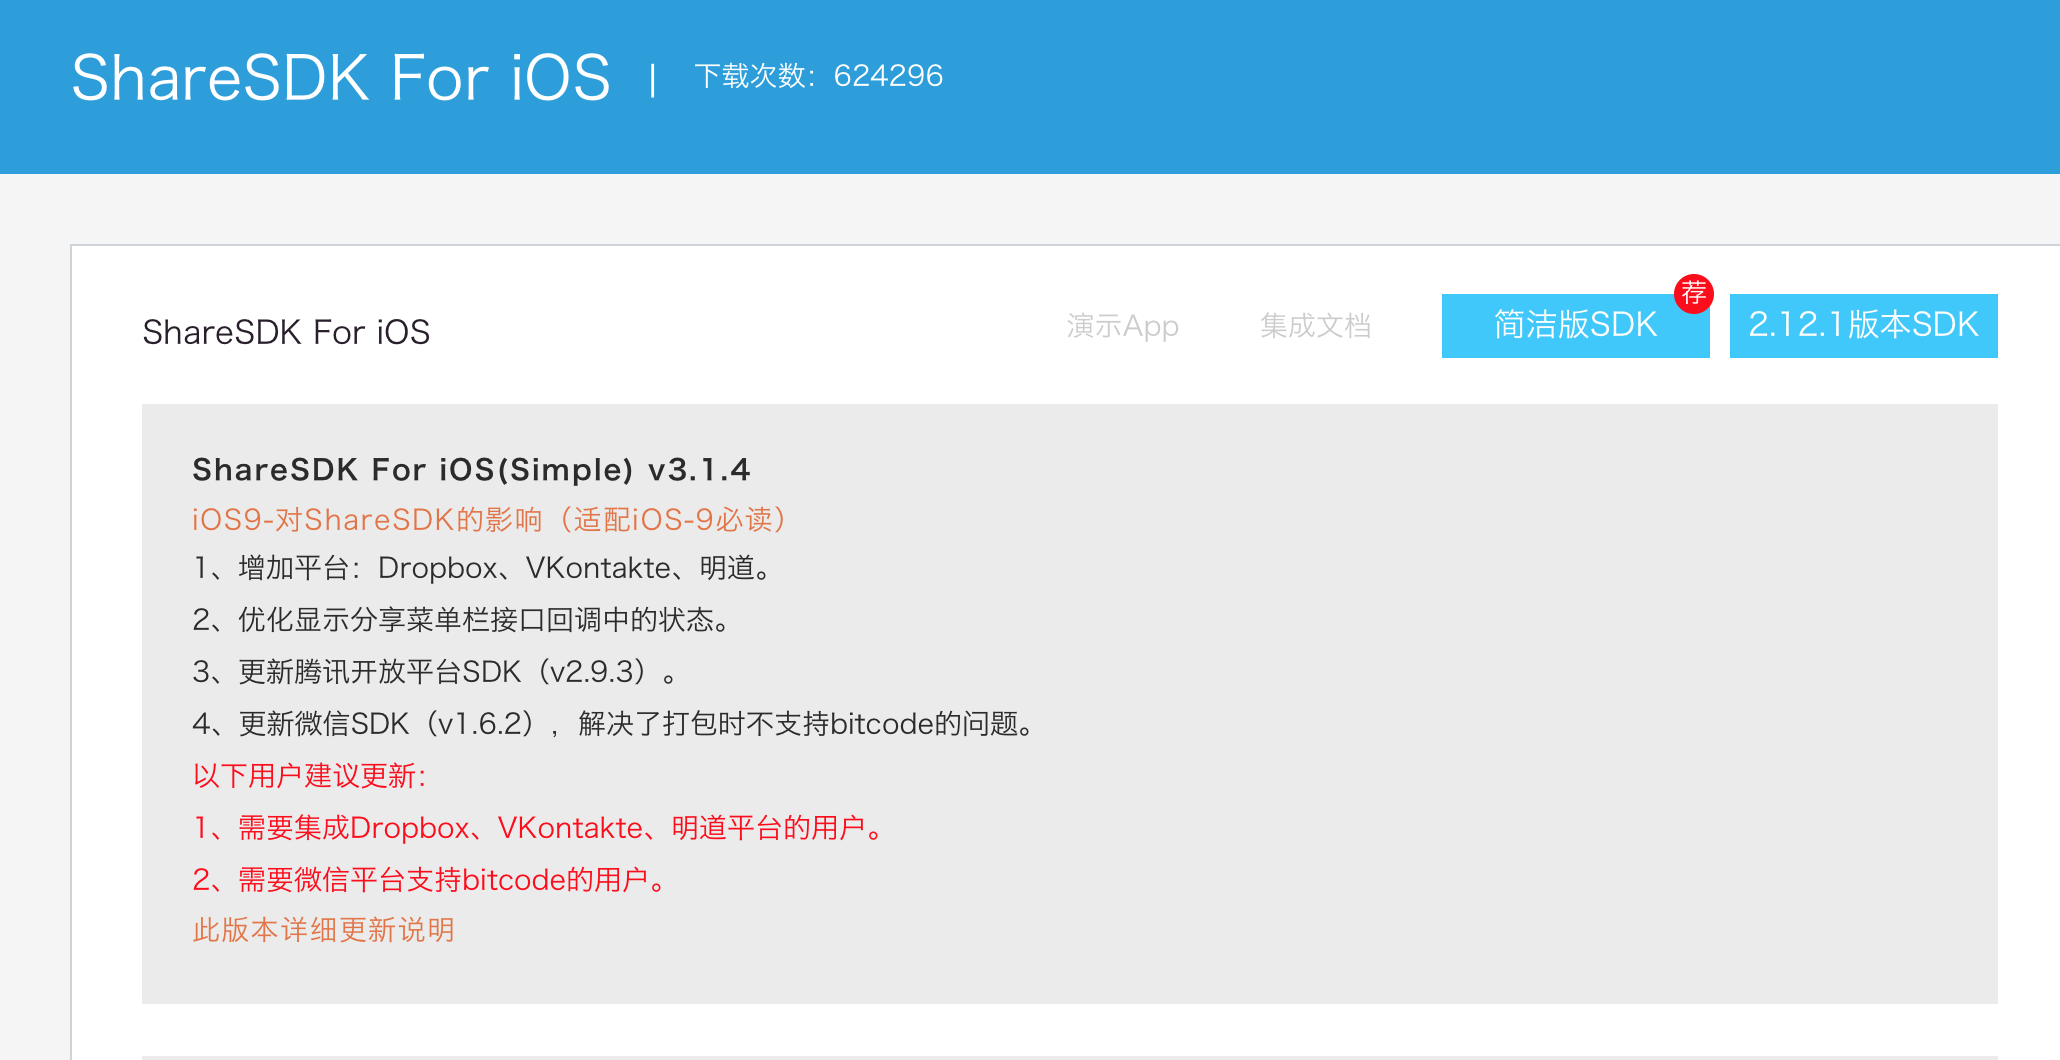 ShareSDK For iOS | 下载次数：624296
ShareSDK For iOS
演示App
集成文档
简洁版SDK
荐
2.12.1版本SDK
ShareSDK For iOS(Simple) v3.1.4
iOS9-对ShareSDK的影响（适配iOS-9必读）
1、增加平台：Dropbox、VKontakte、明道。
2、优化显示分享菜单栏接口回调中的状态。
3、更新腾讯开放平台SDK（v2.9.3）。
4、更新微信SDK（v1.6.2），解决了打包时不支持bitcode的问题。
以下用户建议更新：
1、需要集成Dropbox、VKontakte、明道平台的用户。
2、需要微信平台支持bitcode的用户。
此版本详细更新说明